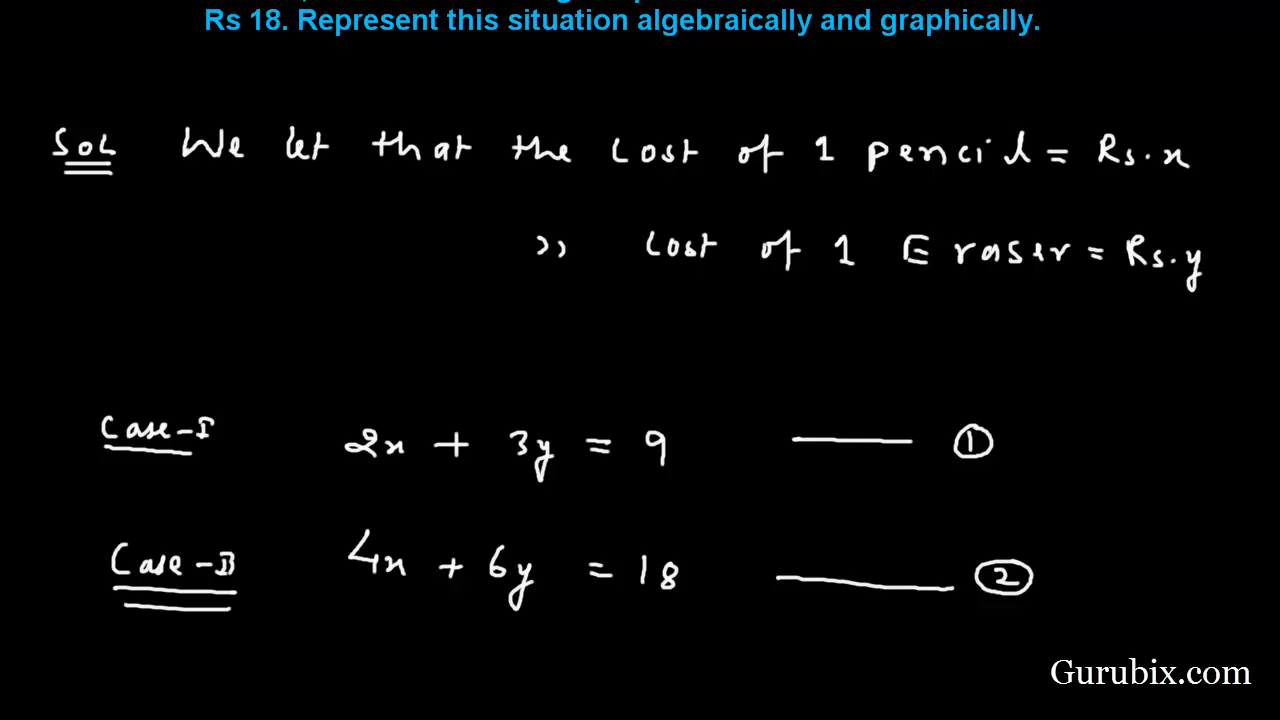 Rs 18. Represent this situation algebraically and graphically.
Sol We let that the cost of 1 pencil = Rs. x
" cost of 1 Eraser = Rs. y
Case-I 2x + 3y = 9 —— ①
Case-II 4x + 6y = 18 —— ②
Gurubix.com